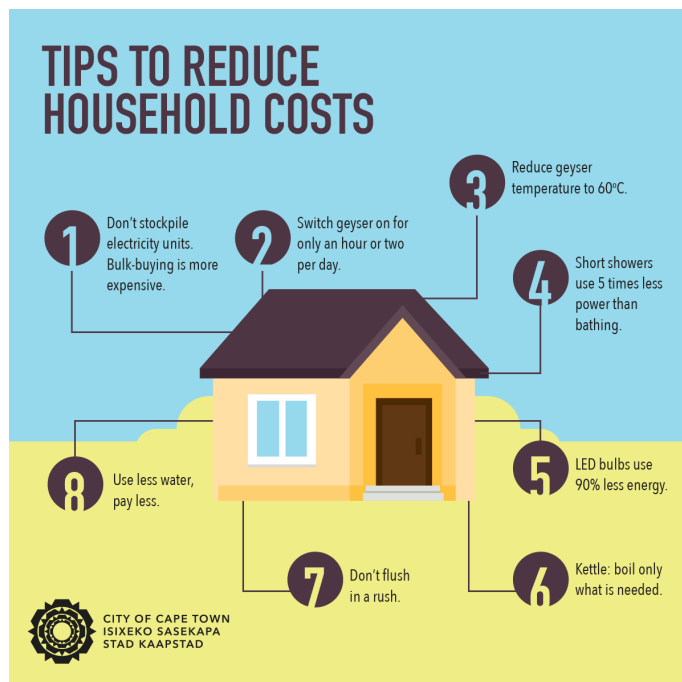 TIPS TO REDUCE
HOUSEHOLD COSTS
1
Don't stockpile
electricity units.
Bulk-buying is more
expensive.
2
Switch geyser on for
only an hour or two
per day.
3
Reduce geyser
temperature to 60°C.
4
Short showers
use 5 times less
power than
bathing.
5
LED bulbs use
90% less energy.
6
Kettle: boil only
what is needed.
7
Don't flush
in a rush.
8
Use less water,
pay less.
CITY OF CAPE TOWN
ISIXEKO SASEKAPA
STAD KAAPSTAD